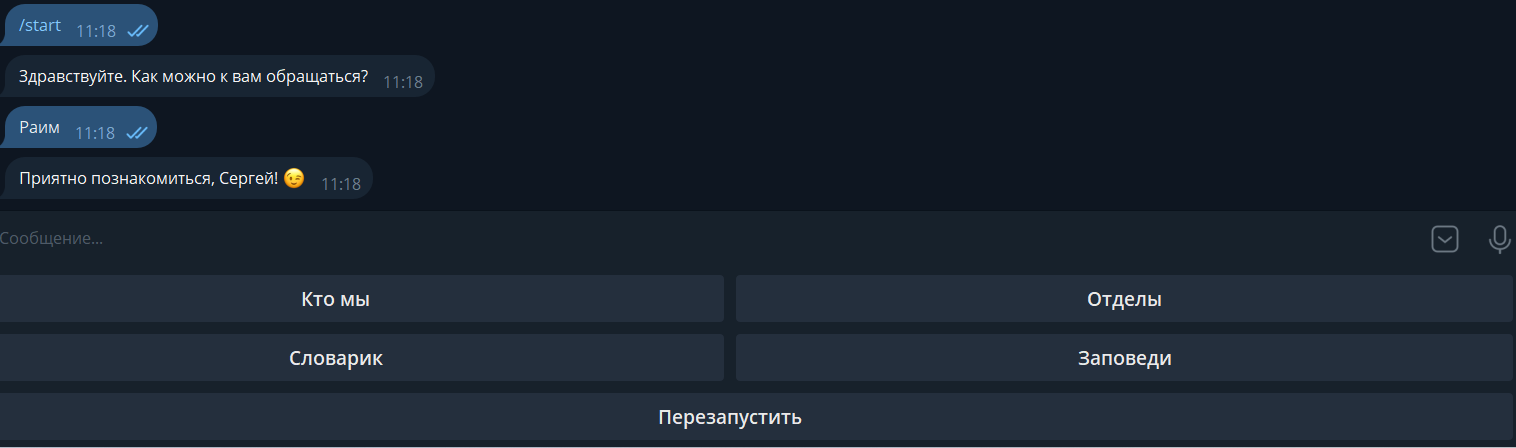 /start 11:18
Здравствуйте. Как можно к вам обращаться? 11:18
Раим 11:18
Приятно познакомиться, Сергей! 😉 11:18
Сообщение...
Кто мы Отделы
Словарик Заповеди
Перезапустить